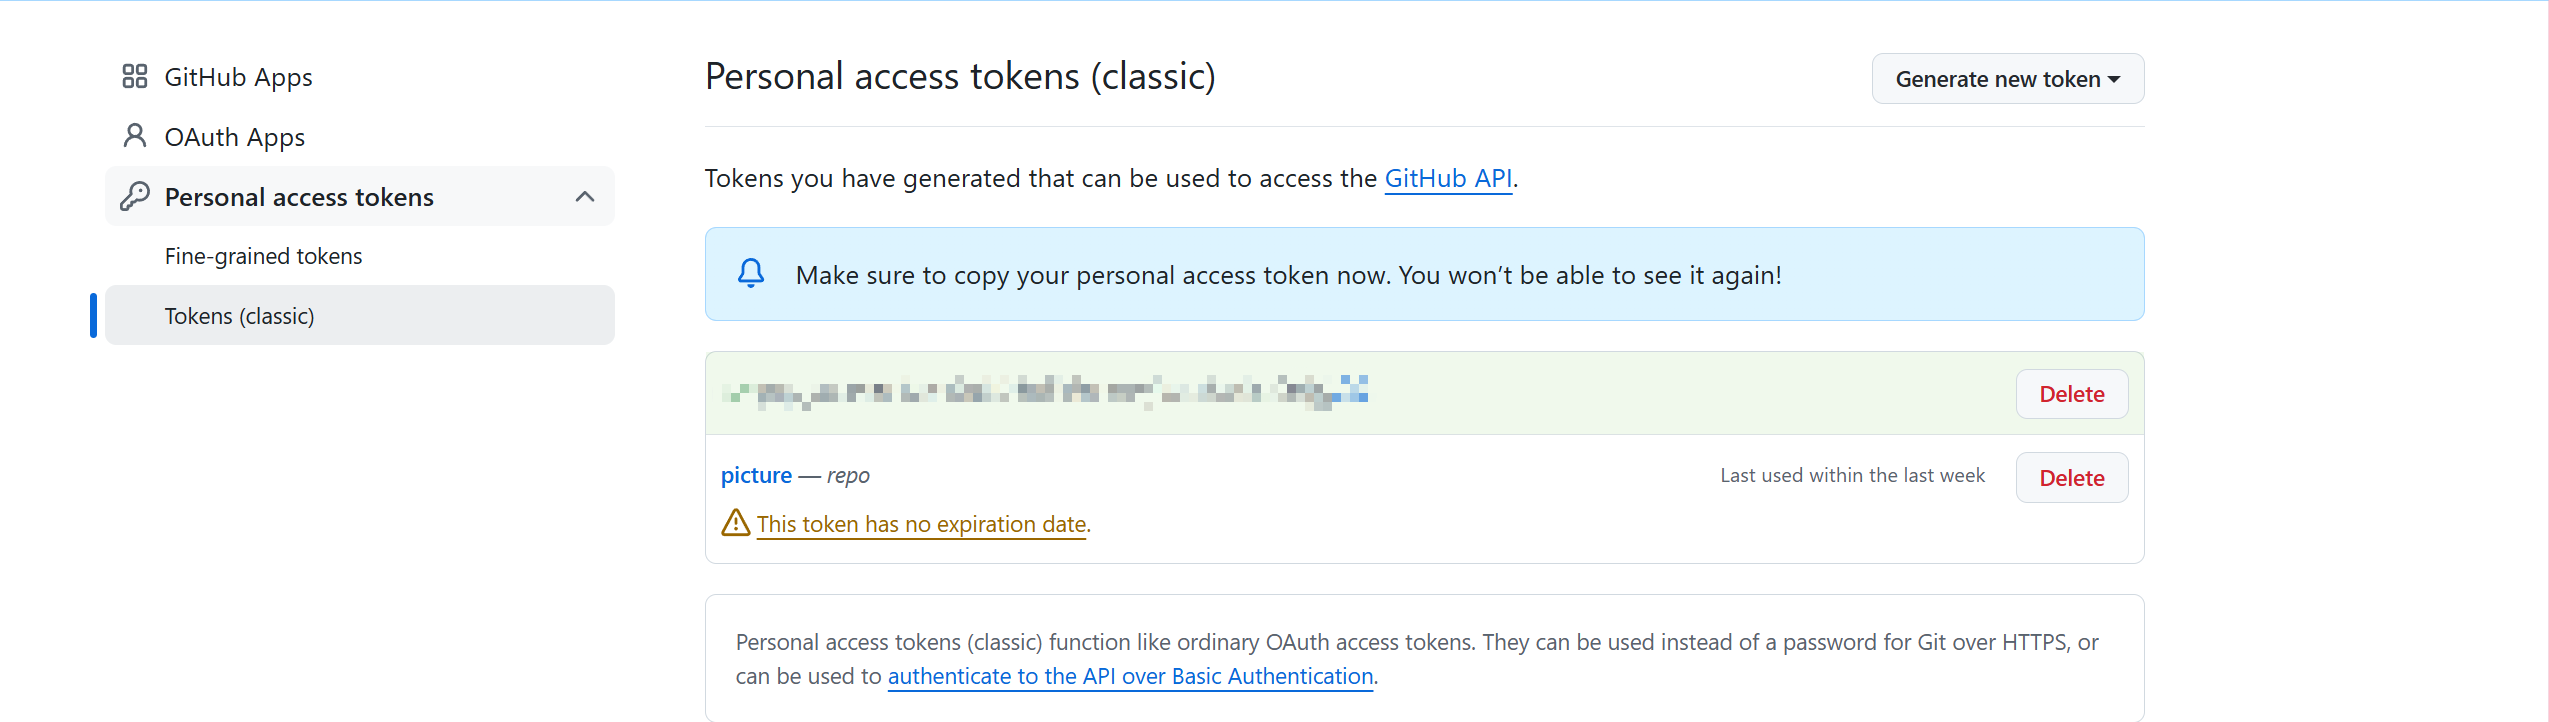 GitHub Apps
OAuth Apps
Personal access tokens
Fine-grained tokens
Tokens (classic)
Personal access tokens (classic)
Generate new token
Tokens you have generated that can be used to access the GitHub API.
Make sure to copy your personal access token now. You won’t be able to see it again!
Delete
picture — repo
Last used within the last week
Delete
This token has no expiration date.
Personal access tokens (classic) function like ordinary OAuth access tokens. They can be used instead of a password for Git over HTTPS, or
can be used to authenticate to the API over Basic Authentication.